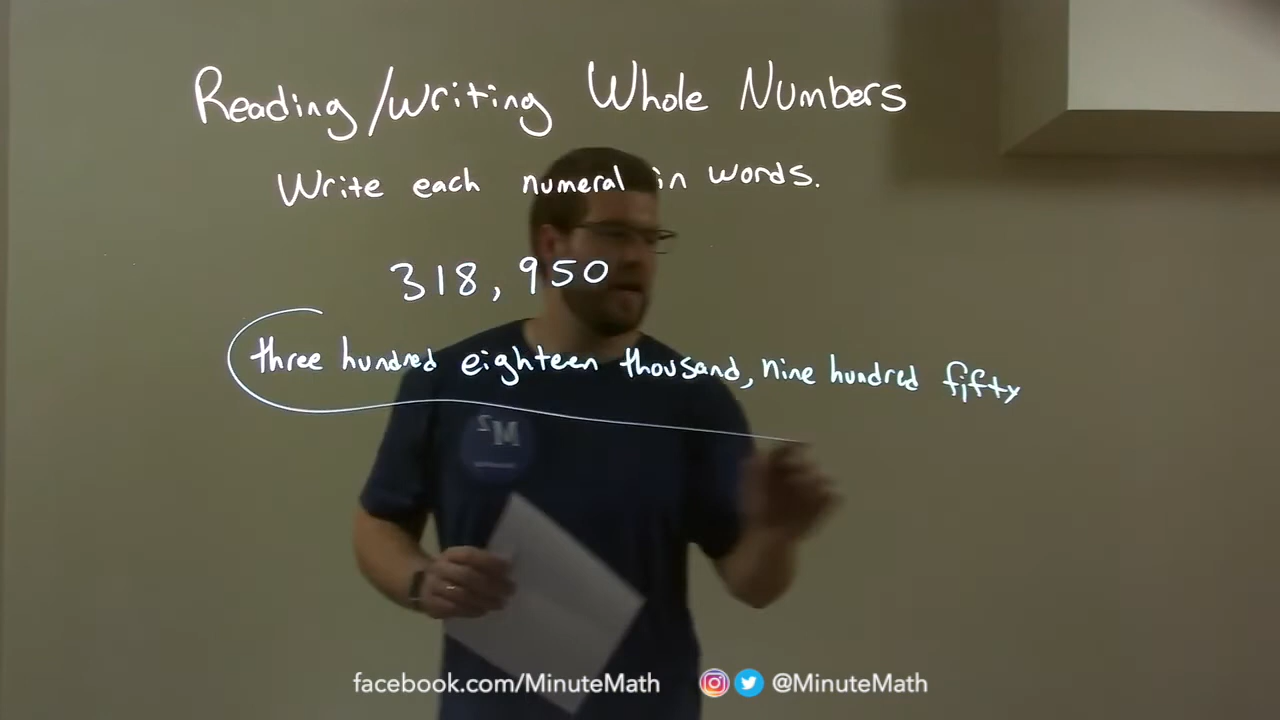 Reading/Writing Whole Numbers
Write each numeral in words.
318,950
three hundred eighteen thousand, nine hundred fifty
M²
facebook.com/MinuteMath @MinuteMath